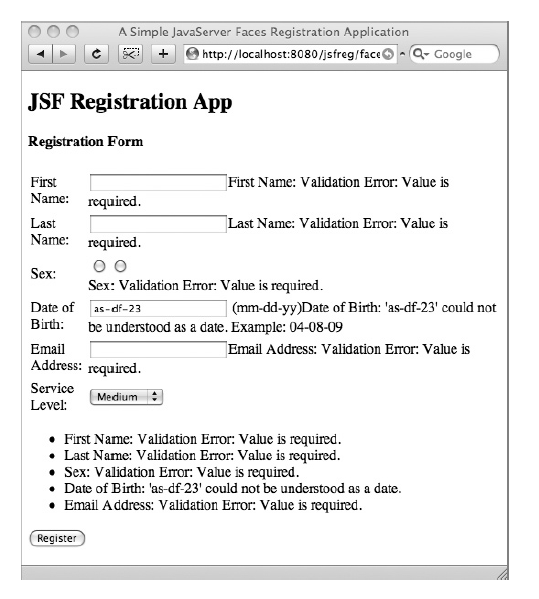 A Simple JavaServer Faces Registration Application
http://localhost:8080/jsfreg/face
Google
JSF Registration App
Registration Form
First Name: First Name: Validation Error: Value is required.
Last Name: Last Name: Validation Error: Value is required.
Sex:
Sex: Validation Error: Value is required.
Date of Birth: as-df-23 (mm-dd-yy)Date of Birth: 'as-df-23' could not be understood as a date. Example: 04-08-09
Email Address: Email Address: Validation Error: Value is required.
Service Level: Medium
• First Name: Validation Error: Value is required.
• Last Name: Validation Error: Value is required.
• Sex: Validation Error: Value is required.
• Date of Birth: 'as-df-23' could not be understood as a date.
• Email Address: Validation Error: Value is required.
Register